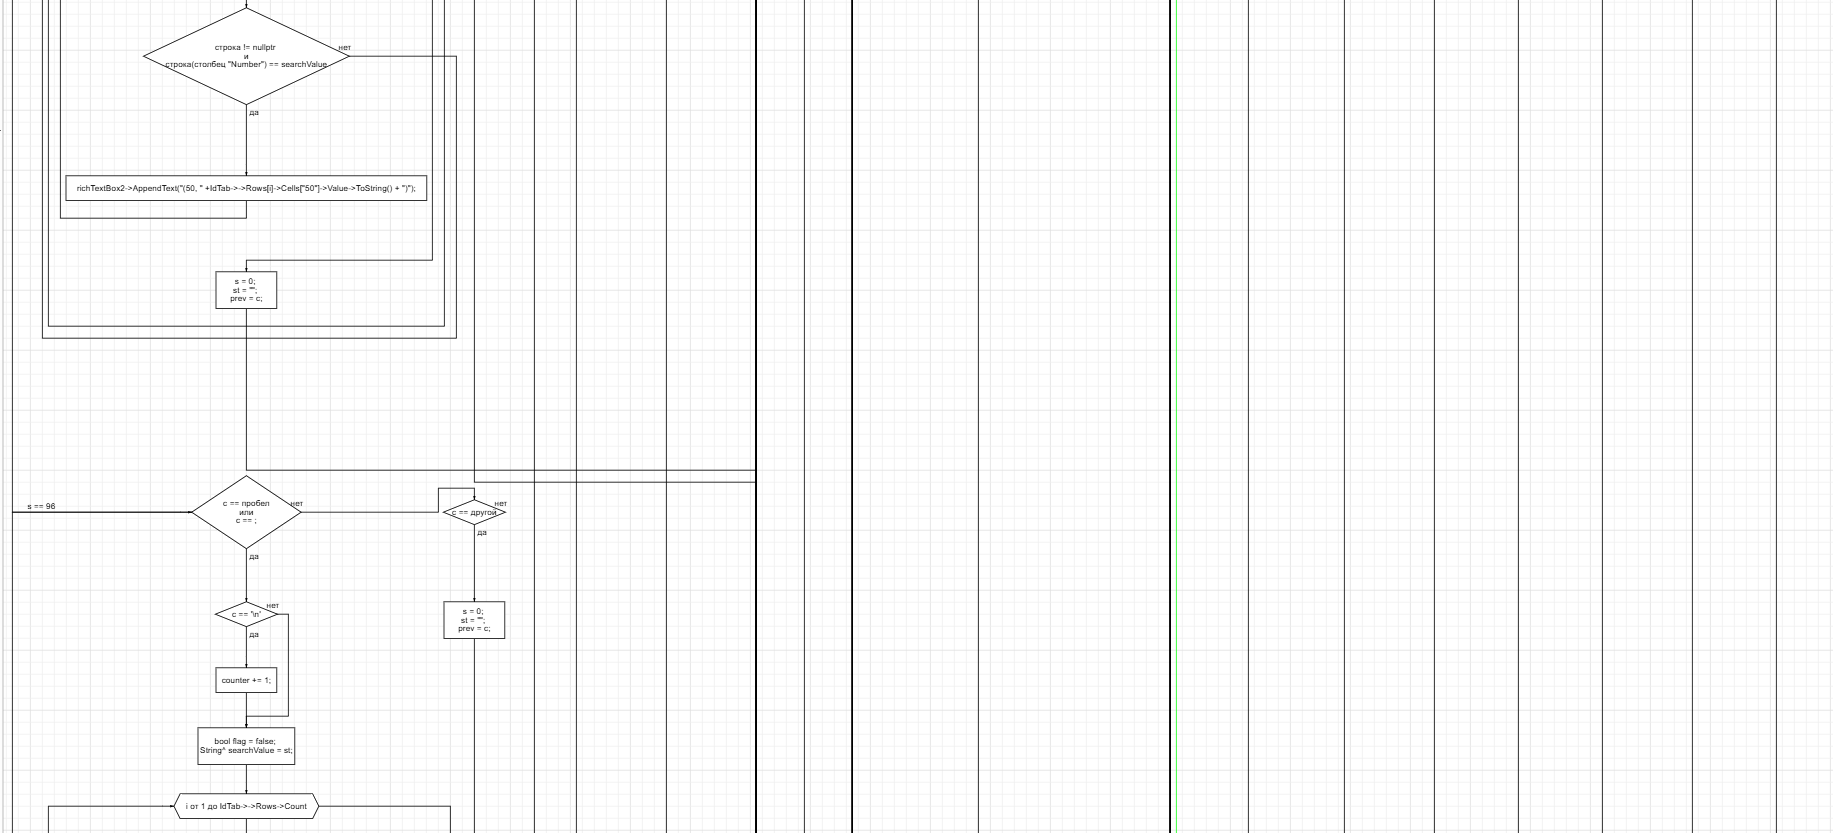 строка != nullptr
и
строка(столбец "Number") == searchValue
нет
да
richTextBox2->AppendText("(50, " +IdTab->->Rows[i]->Cells["50"]->Value->ToString() + ")");
s = 0;
st = "";
prev = c;
s == 96
c == пробел
или
c == ;
нет
да
c == другой
нет
да
c == '\n'
нет
да
s = 0;
st = "";
prev = c;
counter += 1;
bool flag = false;
String^ searchValue = st;
i от 1 до IdTab->->Rows->Count